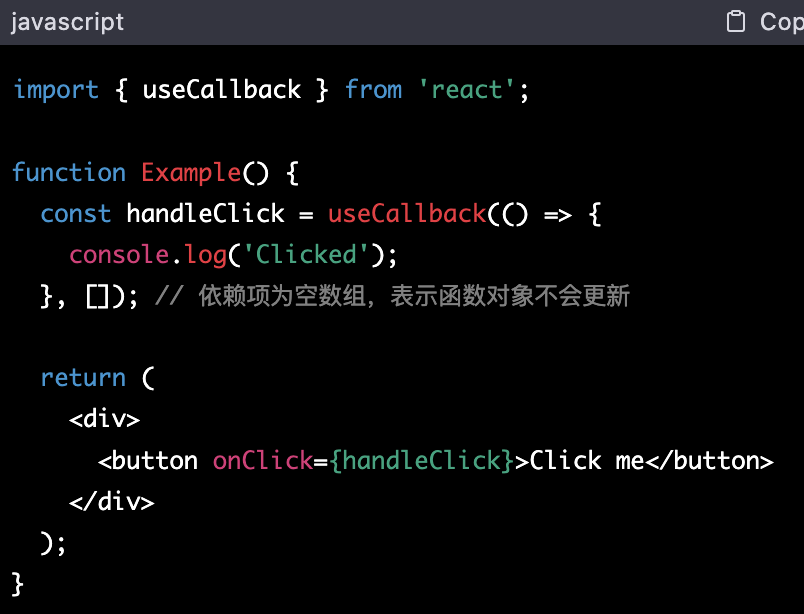 javascript
Cop
import { useCallback } from 'react';
function Example() {
const handleClick = useCallback(() => {
console.log('Clicked');
}, []); // 依赖项为空数组，表示函数对象不会更新
return (
<div>
<button onClick={handleClick}>Click me</button>
</div>
);
}